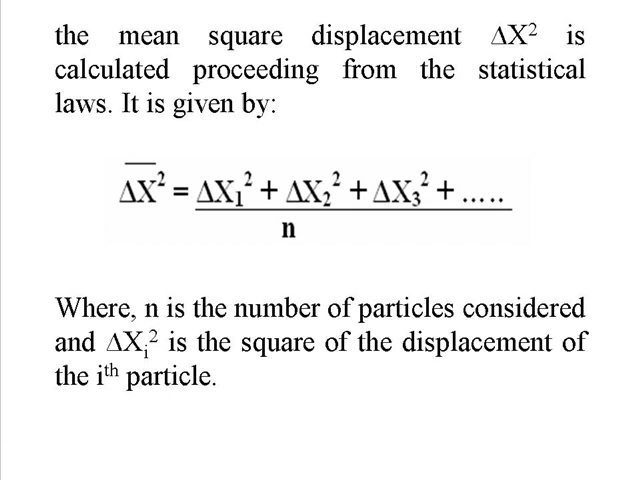 the mean square displacement ΔX² is
calculated proceeding from the statistical
laws. It is given by:
ΔX² = ΔX₁² + ΔX₂² + ΔX₃² + .....
n
Where, n is the number of particles considered
and ΔXᵢ² is the square of the displacement of
the iᵗʰ particle.